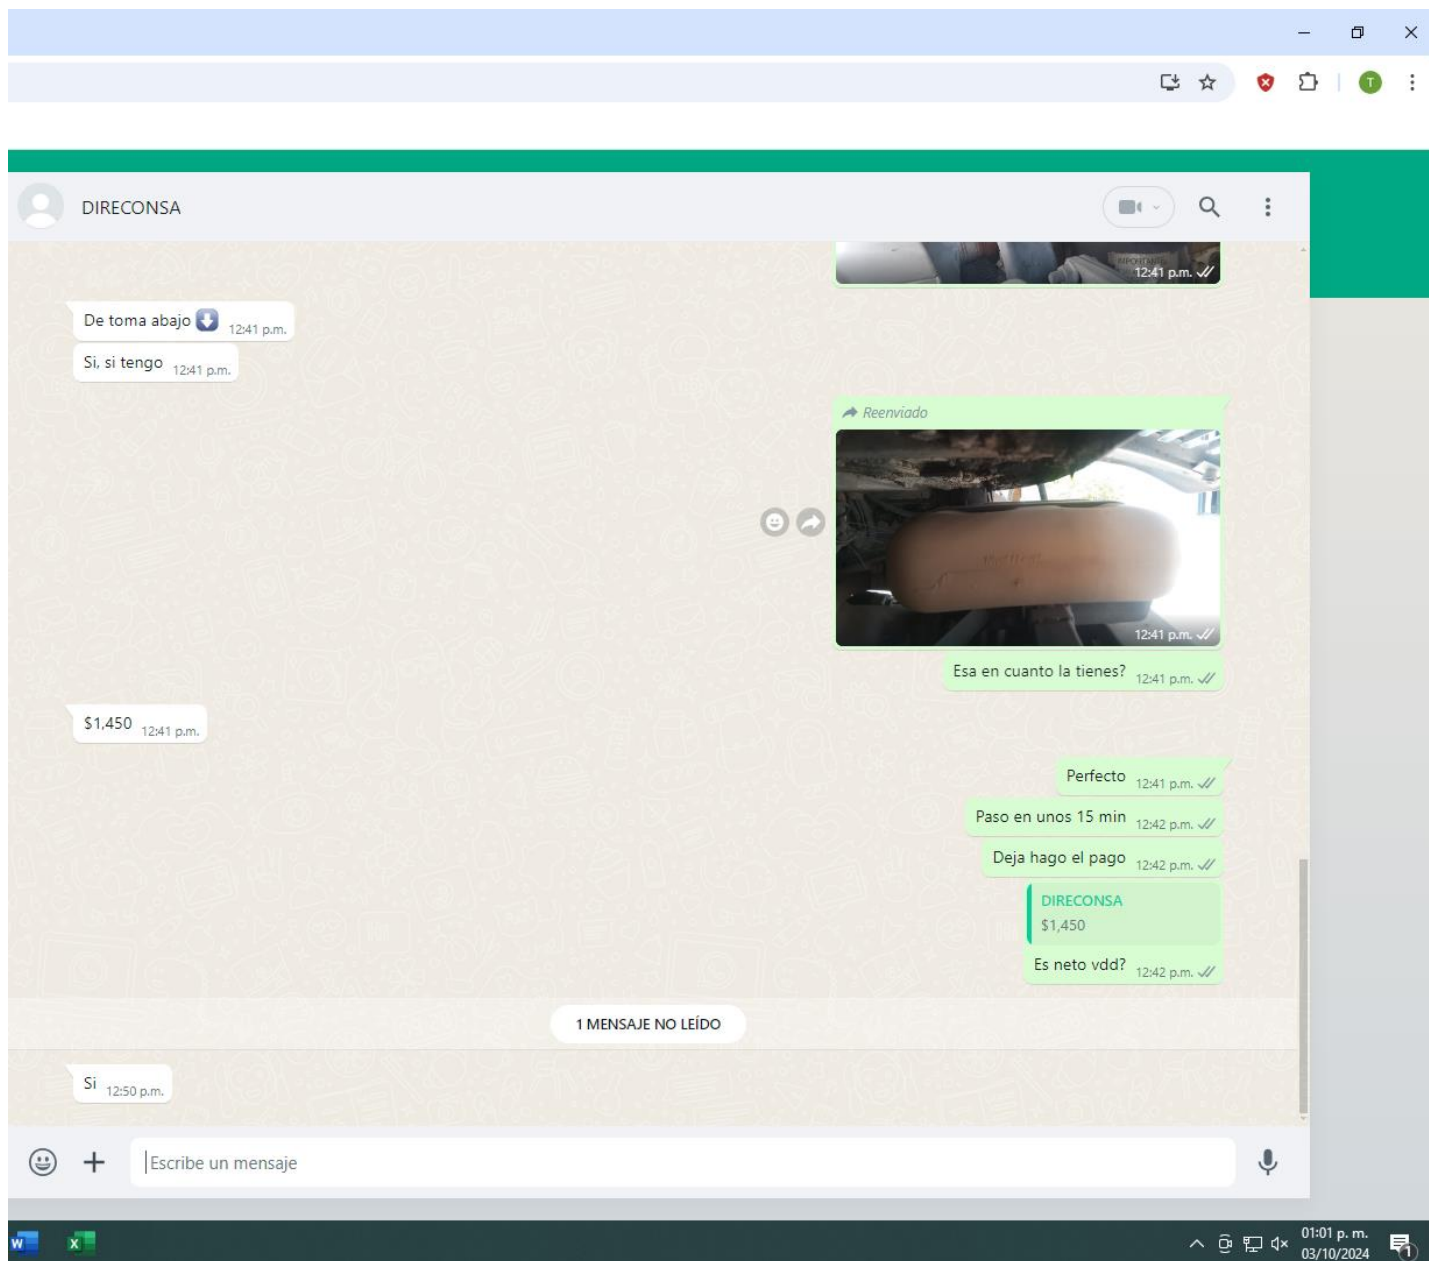 T
DIRECONSA
IMPORTANTE
12:41 p.m.
De toma abajo 12:41 p.m.
Si, si tengo 12:41 p.m.
Reenviado
12:41 p.m.
Esa en cuanto la tienes? 12:41 p.m.
$1,450 12:41 p.m.
Perfecto 12:41 p.m.
Paso en unos 15 min 12:42 p.m.
Deja hago el pago 12:42 p.m.
DIRECONSA
$1,450
Es neto vdd? 12:42 p.m.
1 MENSAJE NO LEÍDO
Si 12:50 p.m.
Escribe un mensaje
W
X
01:01 p. m.
03/10/2024
1